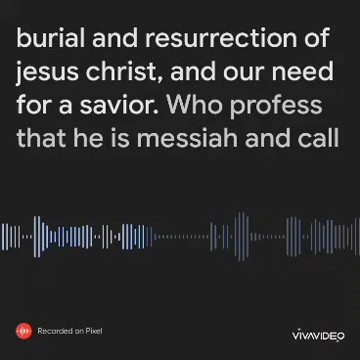 burial and resurrection of
jesus christ, and our need
for a savior. Who profess
that he is messiah and call
Recorded on Pixel
VIVAVIDEO